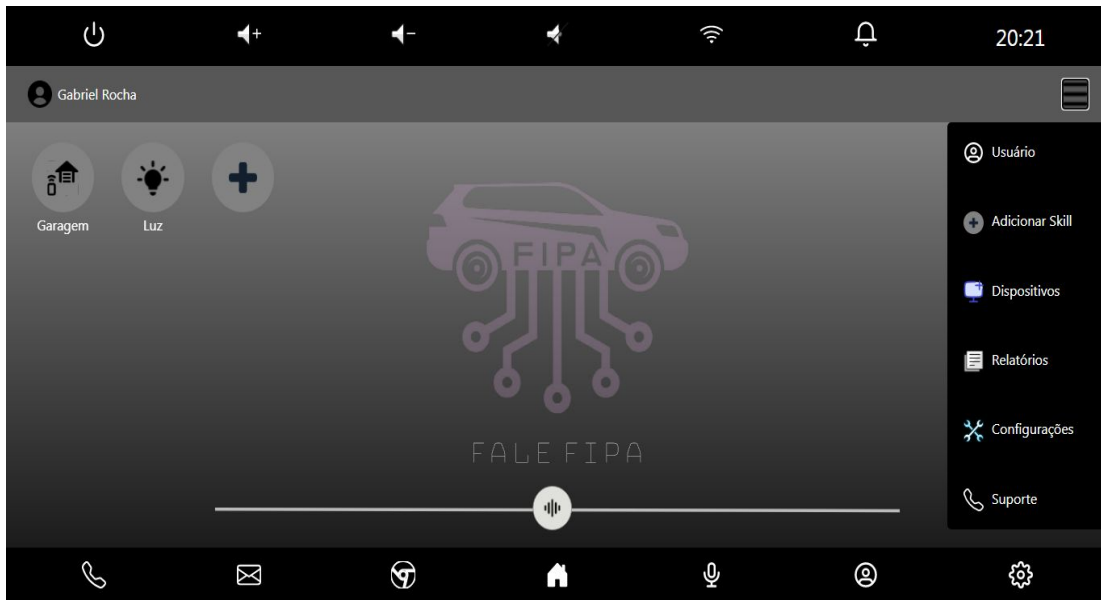 20:21
Gabriel Rocha
Usuário
Garagem
Luz
Adicionar Skill
FIPA
Dispositivos
Relatórios
Configurações
FALE FIPA
Suporte